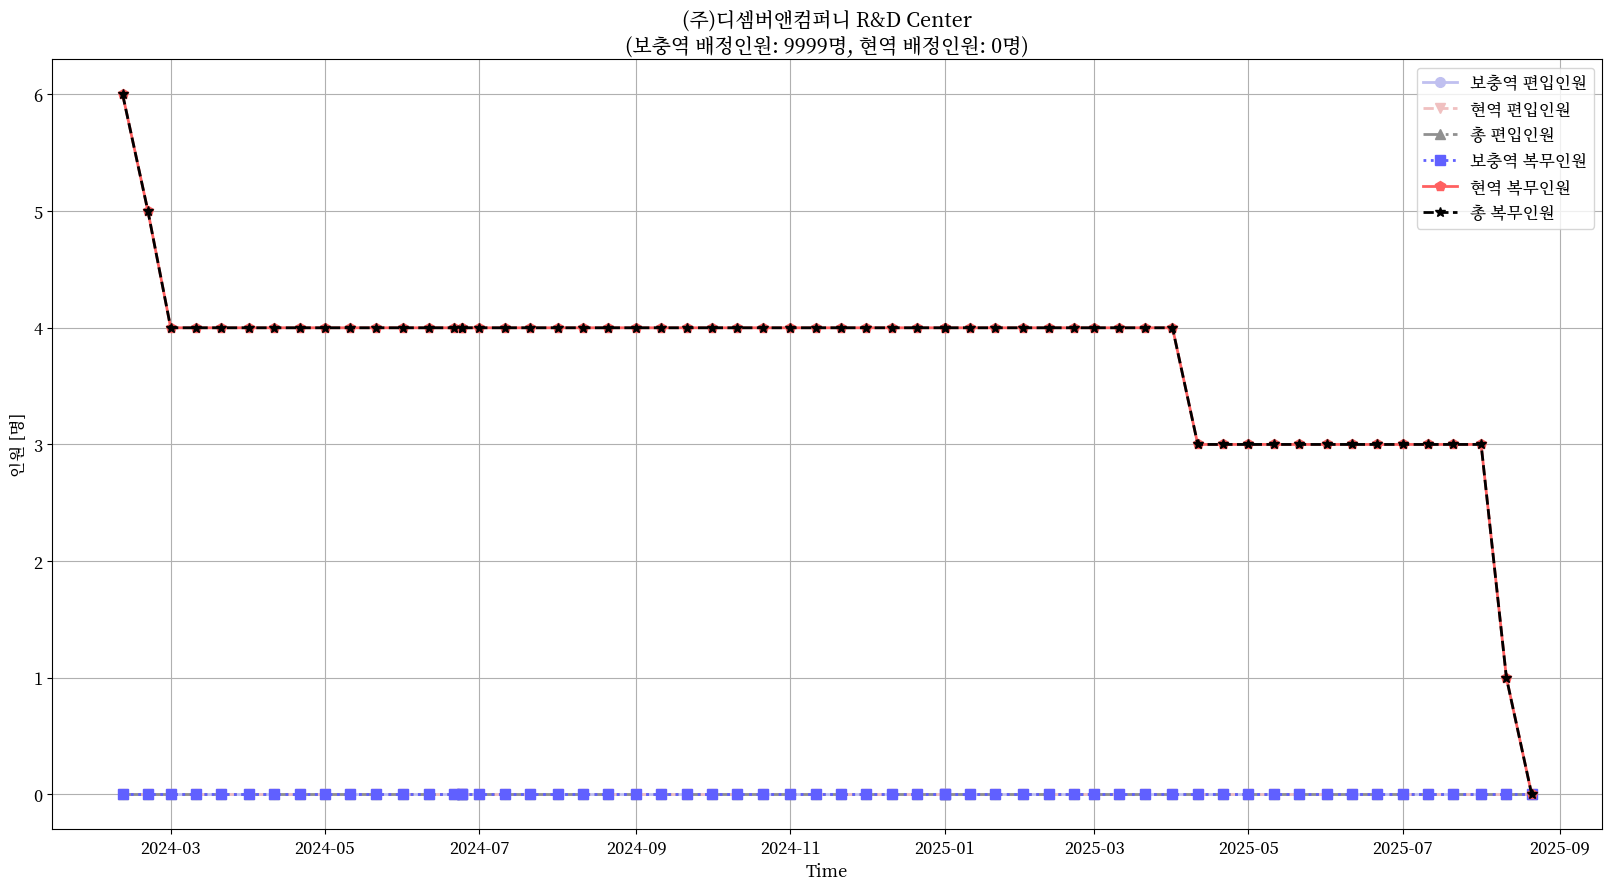 (주)디셈버앤컴퍼니 R&D Center
(보충역 배정인원: 9999명, 현역 배정인원: 0명)
보충역 편입인원
현역 편입인원
총 편입인원
보충역 복무인원
현역 복무인원
총 복무인원
인원 [명]
6
5
4
3
2
1
0
2024-03
2024-05
2024-07
2024-09
2024-11
2025-01
2025-03
2025-05
2025-07
2025-09
Time